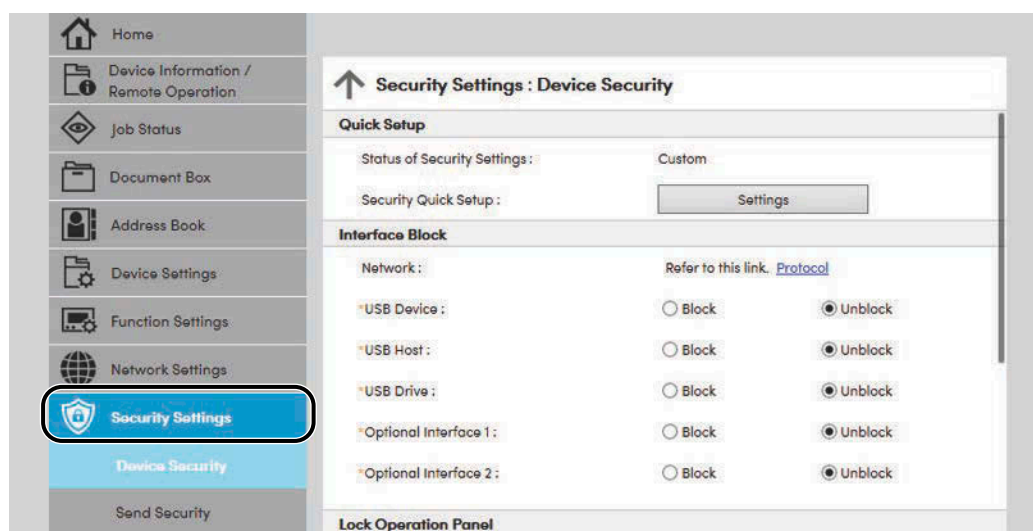 Home
Device Information /
Remote Operation
Job Status
Document Box
Address Book
Device Settings
Function Settings
Network Settings
Security Settings
Device Security
Send Security
Security Settings : Device Security
Quick Setup
Status of Security Settings : Custom
Security Quick Setup : Settings
Interface Block
Network : Refer to this link. Protocol
*USB Device : Block Unblock
*USB Host : Block Unblock
*USB Drive : Block Unblock
*Optional Interface 1 : Block Unblock
*Optional Interface 2 : Block Unblock
Lock Operation Panel